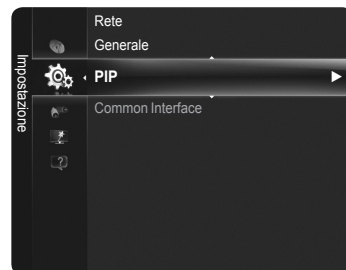 Impostazione
Rete
Generale
PIP
Common Interface